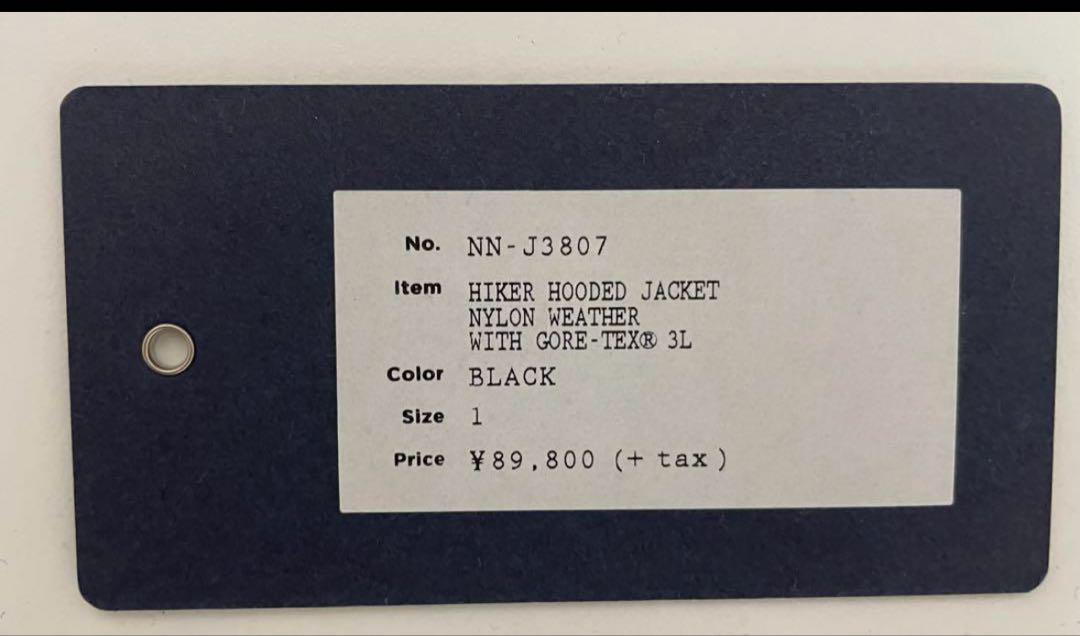 No. NN-J3807
Item HIKER HOODED JACKET
NYLON WEATHER
WITH GORE-TEX® 3L
Color BLACK
Size 1
Price ¥89,800 (+ tax)